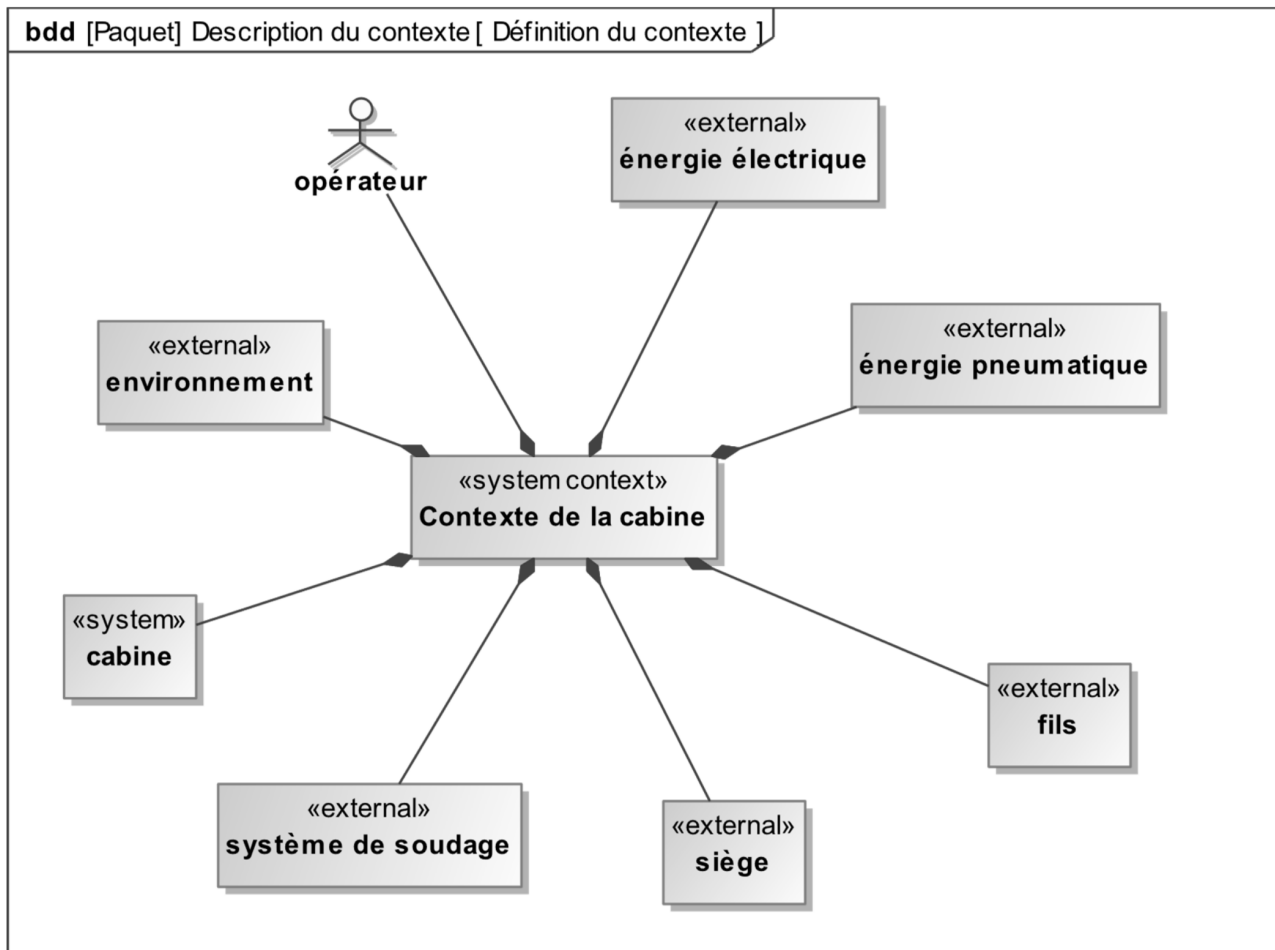 bdd [Paquet] Description du contexte [ Définition du contexte ]
opérateur
«external»
énergie électrique
«external»
environnement
«external»
énergie pneumatique
«system context»
Contexte de la cabine
«system»
cabine
«external»
fils
«external»
système de soudage
«external»
siège